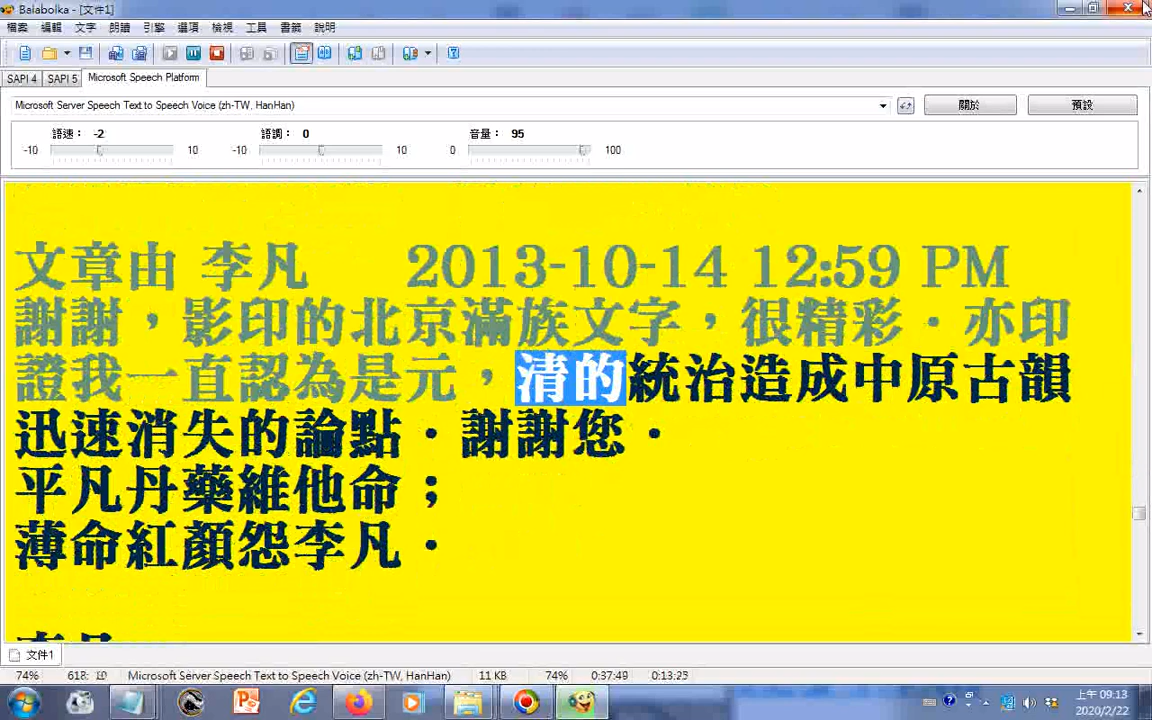 Balabolka - [文件1]
檔案 編輯 文字 朗讀 引擎 選項 檢視 工具 書籤 說明
SAPI 4 SAPI 5 Microsoft Speech Platform
Microsoft Server Speech Text to Speech Voice (zh-TW, HanHan) 關於 預設
語速： -2 語調： 0 音量： 95
-10 10 -10 10 0 100
文章由 李凡 2013-10-14 12:59 PM
謝謝，影印的北京滿族文字，很精彩．亦印
證我一直認為是元，清的統治造成中原古韻
迅速消失的論點．謝謝您．
平凡丹藥維他命；
薄命紅顏怨李凡．
李凡
文件1
74% 618: 10 Microsoft Server Speech Text to Speech Voice (zh-TW, HanHan) 11 KB 74% 0:37:49 0:13:25
上午 09:13
2020/2/22